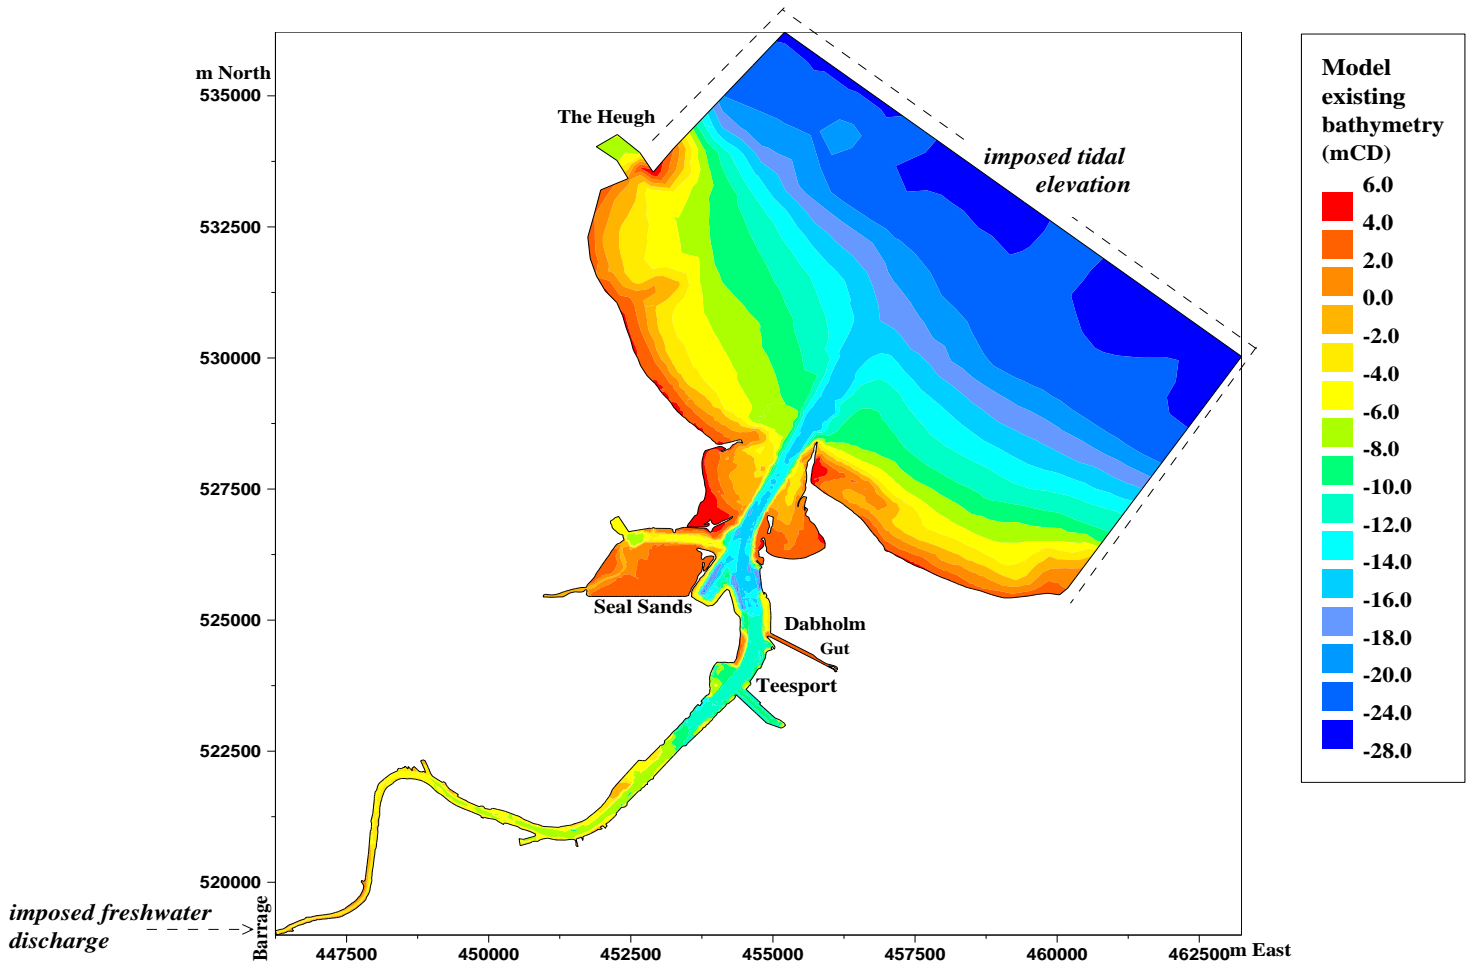 m North
535000
532500
530000
527500
525000
522500
520000
The Heugh
imposed tidal
elevation
Seal Sands
Dabholm
Gut
Teesport
imposed freshwater
discharge
Barrage
447500
450000
452500
455000
457500
460000
462500
m East
Model
existing
bathymetry
(mCD)
6.0
4.0
2.0
0.0
-2.0
-4.0
-6.0
-8.0
-10.0
-12.0
-14.0
-16.0
-18.0
-20.0
-24.0
-28.0